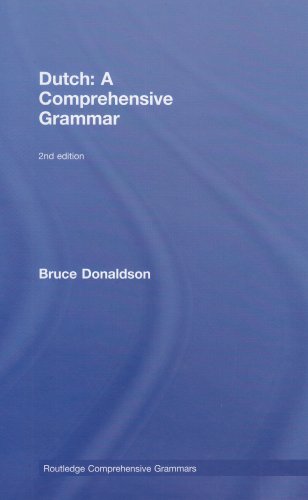 Dutch: A
Comprehensive
Grammar
2nd edition
Bruce Donaldson
Routledge Comprehensive Grammars